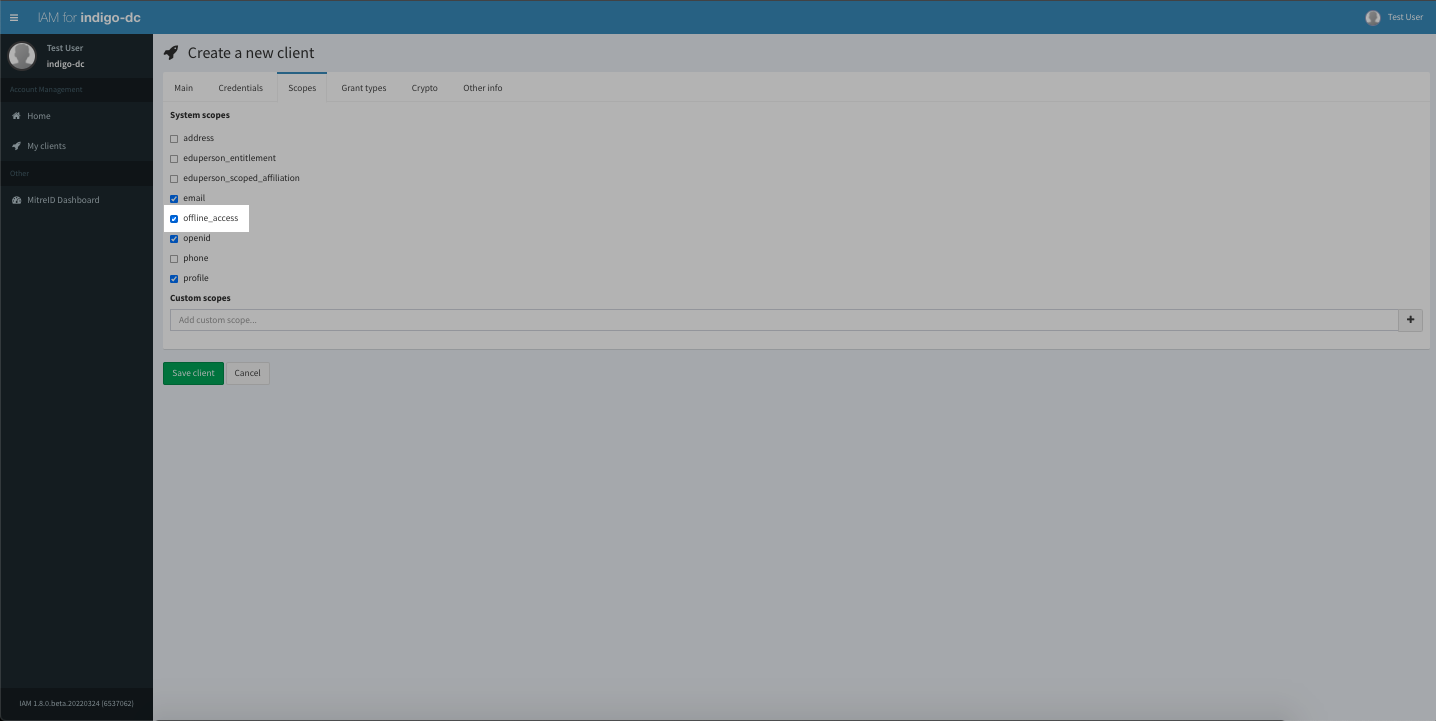 IAM for indigo-dc
Test User
Test User
indigo-dc
Account Management
Home
My clients
Other
MitreID Dashboard
IAM 1.8.0.beta.20220324 (6537062)
Create a new client
Main
Credentials
Scopes
Grant types
Crypto
Other info
System scopes
address
eduperson_entitlement
eduperson_scoped_affiliation
email
offline_access
openid
phone
profile
Custom scopes
Add custom scope...
Save client
Cancel